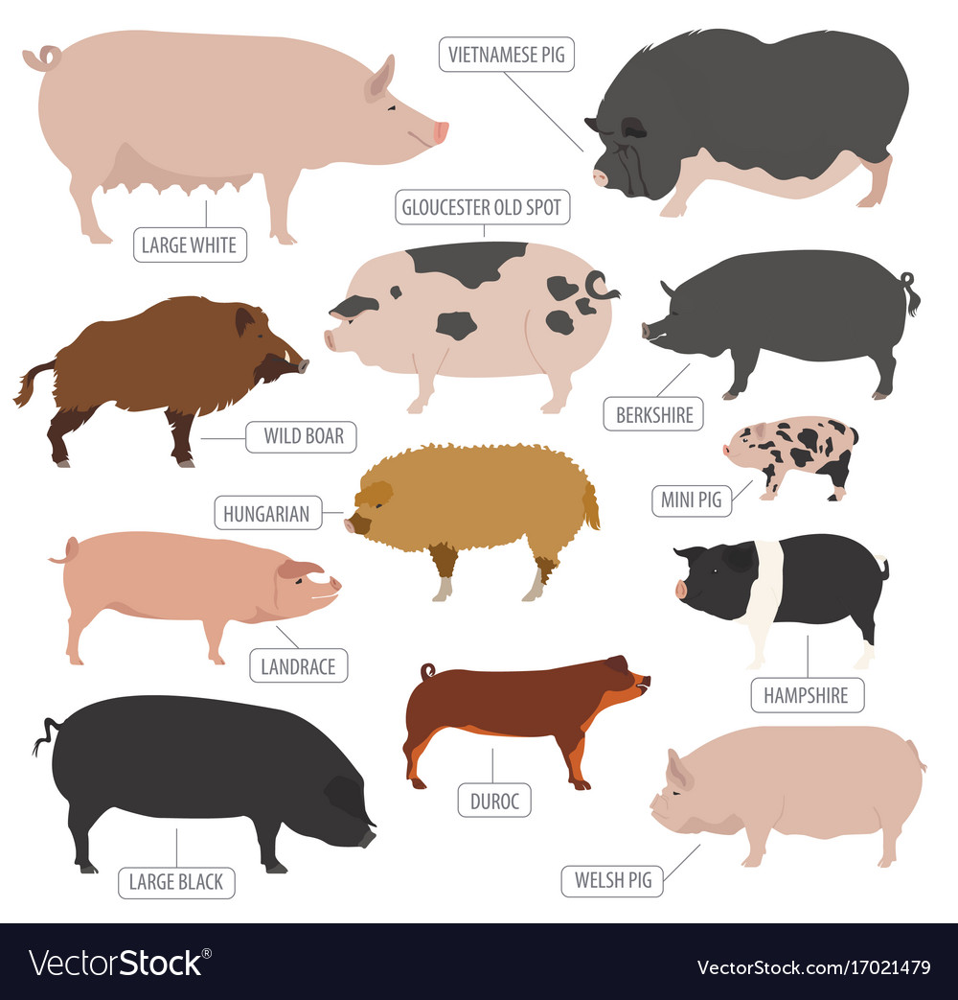 VIETNAMESE PIG
GLOUCESTER OLD SPOT
LARGE WHITE
BERKSHIRE
WILD BOAR
MINI PIG
HUNGARIAN
LANDRACE
HAMPSHIRE
DUROC
LARGE BLACK
WELSH PIG
VectorStock®
VectorStock.com/17021479